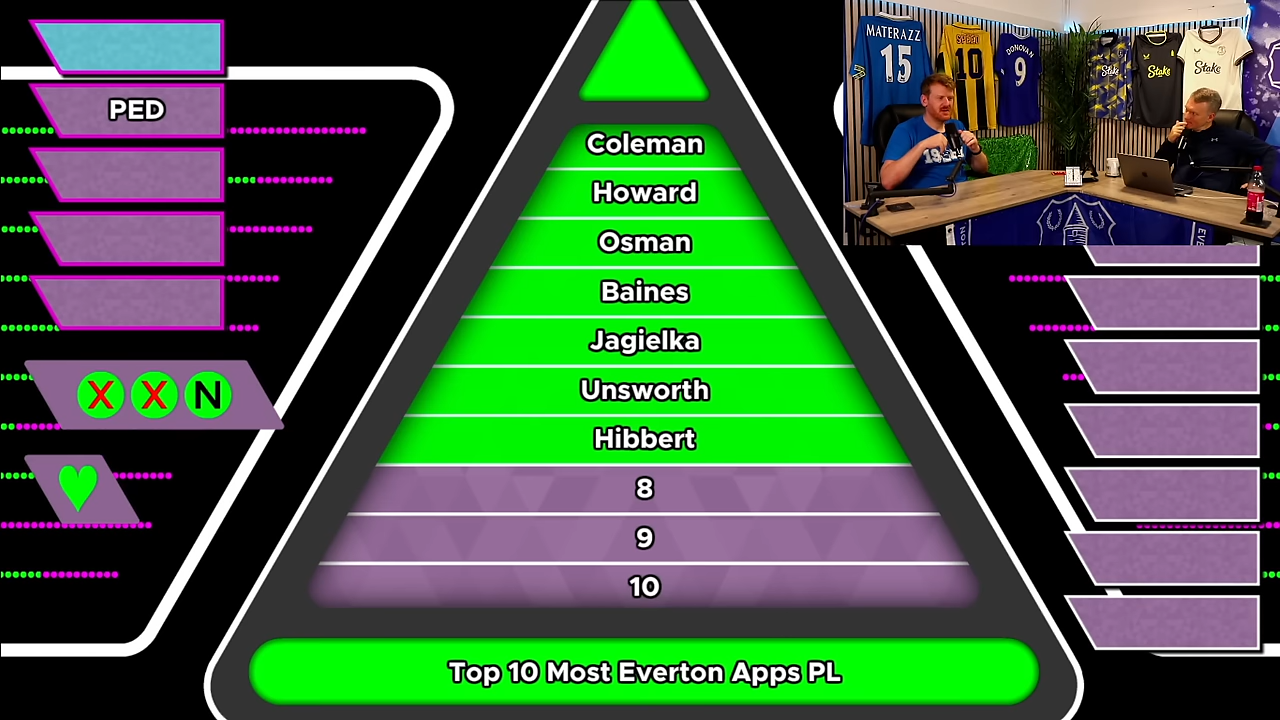 PED
X X N
Coleman
Howard
Osman
Baines
Jagielka
Unsworth
Hibbert
8
9
10
Top 10 Most Everton Apps PL
MATERAZZ
15
10
DONOVAN
9
Stake
Stake
Stake